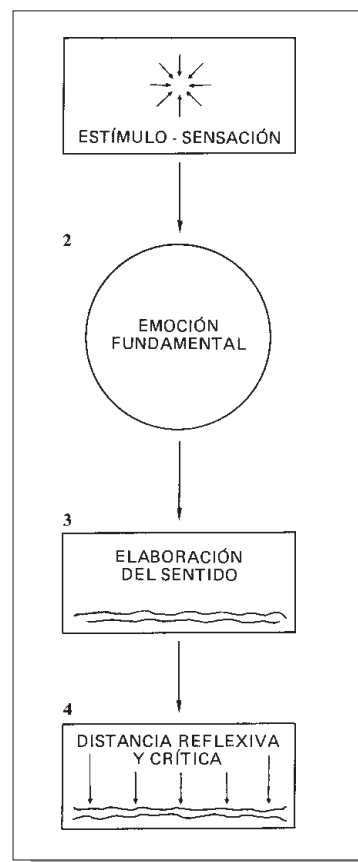 ESTÍMULO - SENSACIÓN
2
EMOCIÓN
FUNDAMENTAL
3
ELABORACIÓN
DEL SENTIDO
4
DISTANCIA REFLEXIVA
Y CRÍTICA